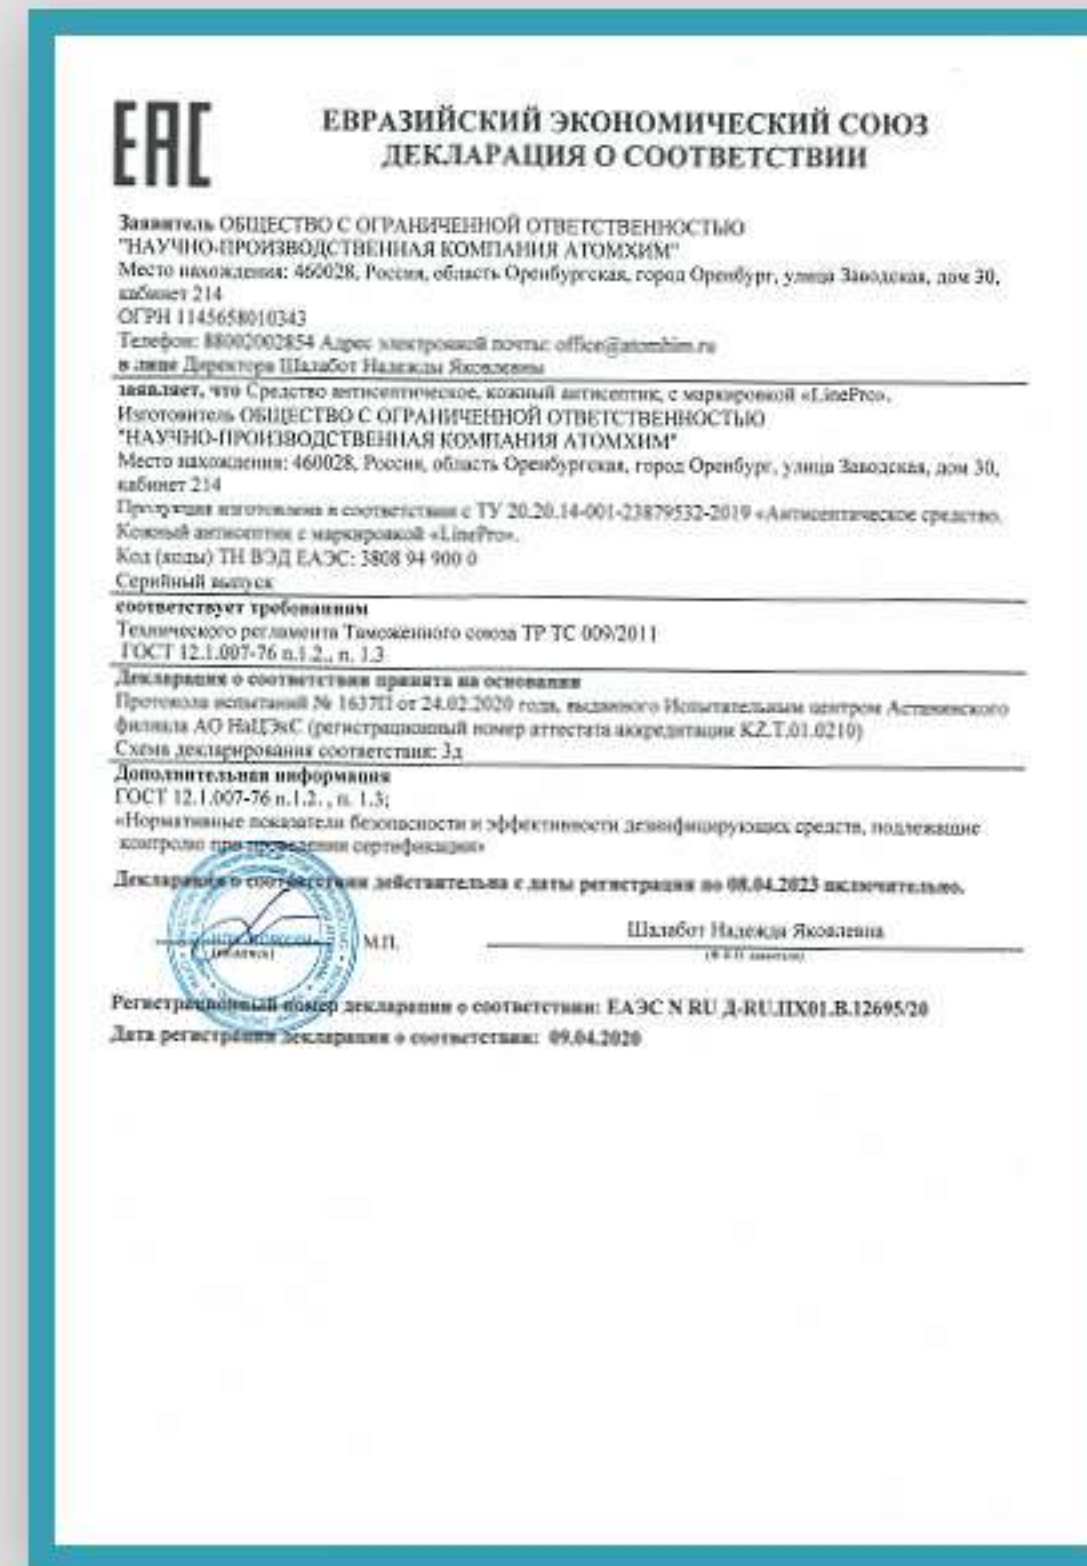 EAC
ЕВРАЗИЙСКИЙ ЭКОНОМИЧЕСКИЙ СОЮЗ
ДЕКЛАРАЦИЯ О СООТВЕТСТВИИ
Заявитель ОБЩЕСТВО С ОГРАНИЧЕННОЙ ОТВЕТСТВЕННОСТЬЮ
"НАУЧНО-ПРОИЗВОДСТВЕННАЯ КОМПАНИЯ АТОМХИМ"
Место нахождения: 460028, Россия, область Оренбургская, город Оренбург, улица Заводская, дом 30,
кабинет 214
ОГРН 1145658010343
Телефон: 88002002854 Адрес электронной почты: office@atomhim.ru
в лице Директора Шалабот Надежды Яковлевны
заявляет, что Средство антисептическое, кожный антисептик, с маркировкой «LinePro».
Изготовитель ОБЩЕСТВО С ОГРАНИЧЕННОЙ ОТВЕТСТВЕННОСТЬЮ
"НАУЧНО-ПРОИЗВОДСТВЕННАЯ КОМПАНИЯ АТОМХИМ"
Место нахождения: 460028, Россия, область Оренбургская, город Оренбург, улица Заводская, дом 30,
кабинет 214
Продукция изготовлена в соответствии с ТУ 20.20.14-001-23879532-2019 «Антисептическое средство.
Кожный антисептик с маркировкой «LinePro».
Код (коды) ТН ВЭД ЕАЭС: 3808 94 900 0
Серийный выпуск
соответствует требованиям
Технического регламента Таможенного союза ТР ТС 009/2011
ГОСТ 12.1.007-76 п.1.2., п. 1.3
Декларация о соответствии принята на основании
Протокола испытаний № 1637П от 24.02.2020 года, выданного Испытательным центром Астанинского
филиала АО НаЦЭкС (регистрационный номер аттестата аккредитации KZ.T.01.0210)
Схема декларирования соответствия: 3д
Дополнительная информация
ГОСТ 12.1.007-76 п.1.2. , п. 1.3;
«Нормативные показатели безопасности и эффективности дезинфицирующих средств, подлежащие
контролю при проведении сертификации»
Декларация о соответствии действительна с даты регистрации по 08.04.2023 включительно.
(подпись)
М.П.
Шалабот Надежда Яковлевна
(Ф.И.О. заявителя)
Регистрационный номер декларации о соответствии: ЕАЭС N RU Д-RU.ПХ01.В.12695/20
Дата регистрации декларации о соответствии: 09.04.2020